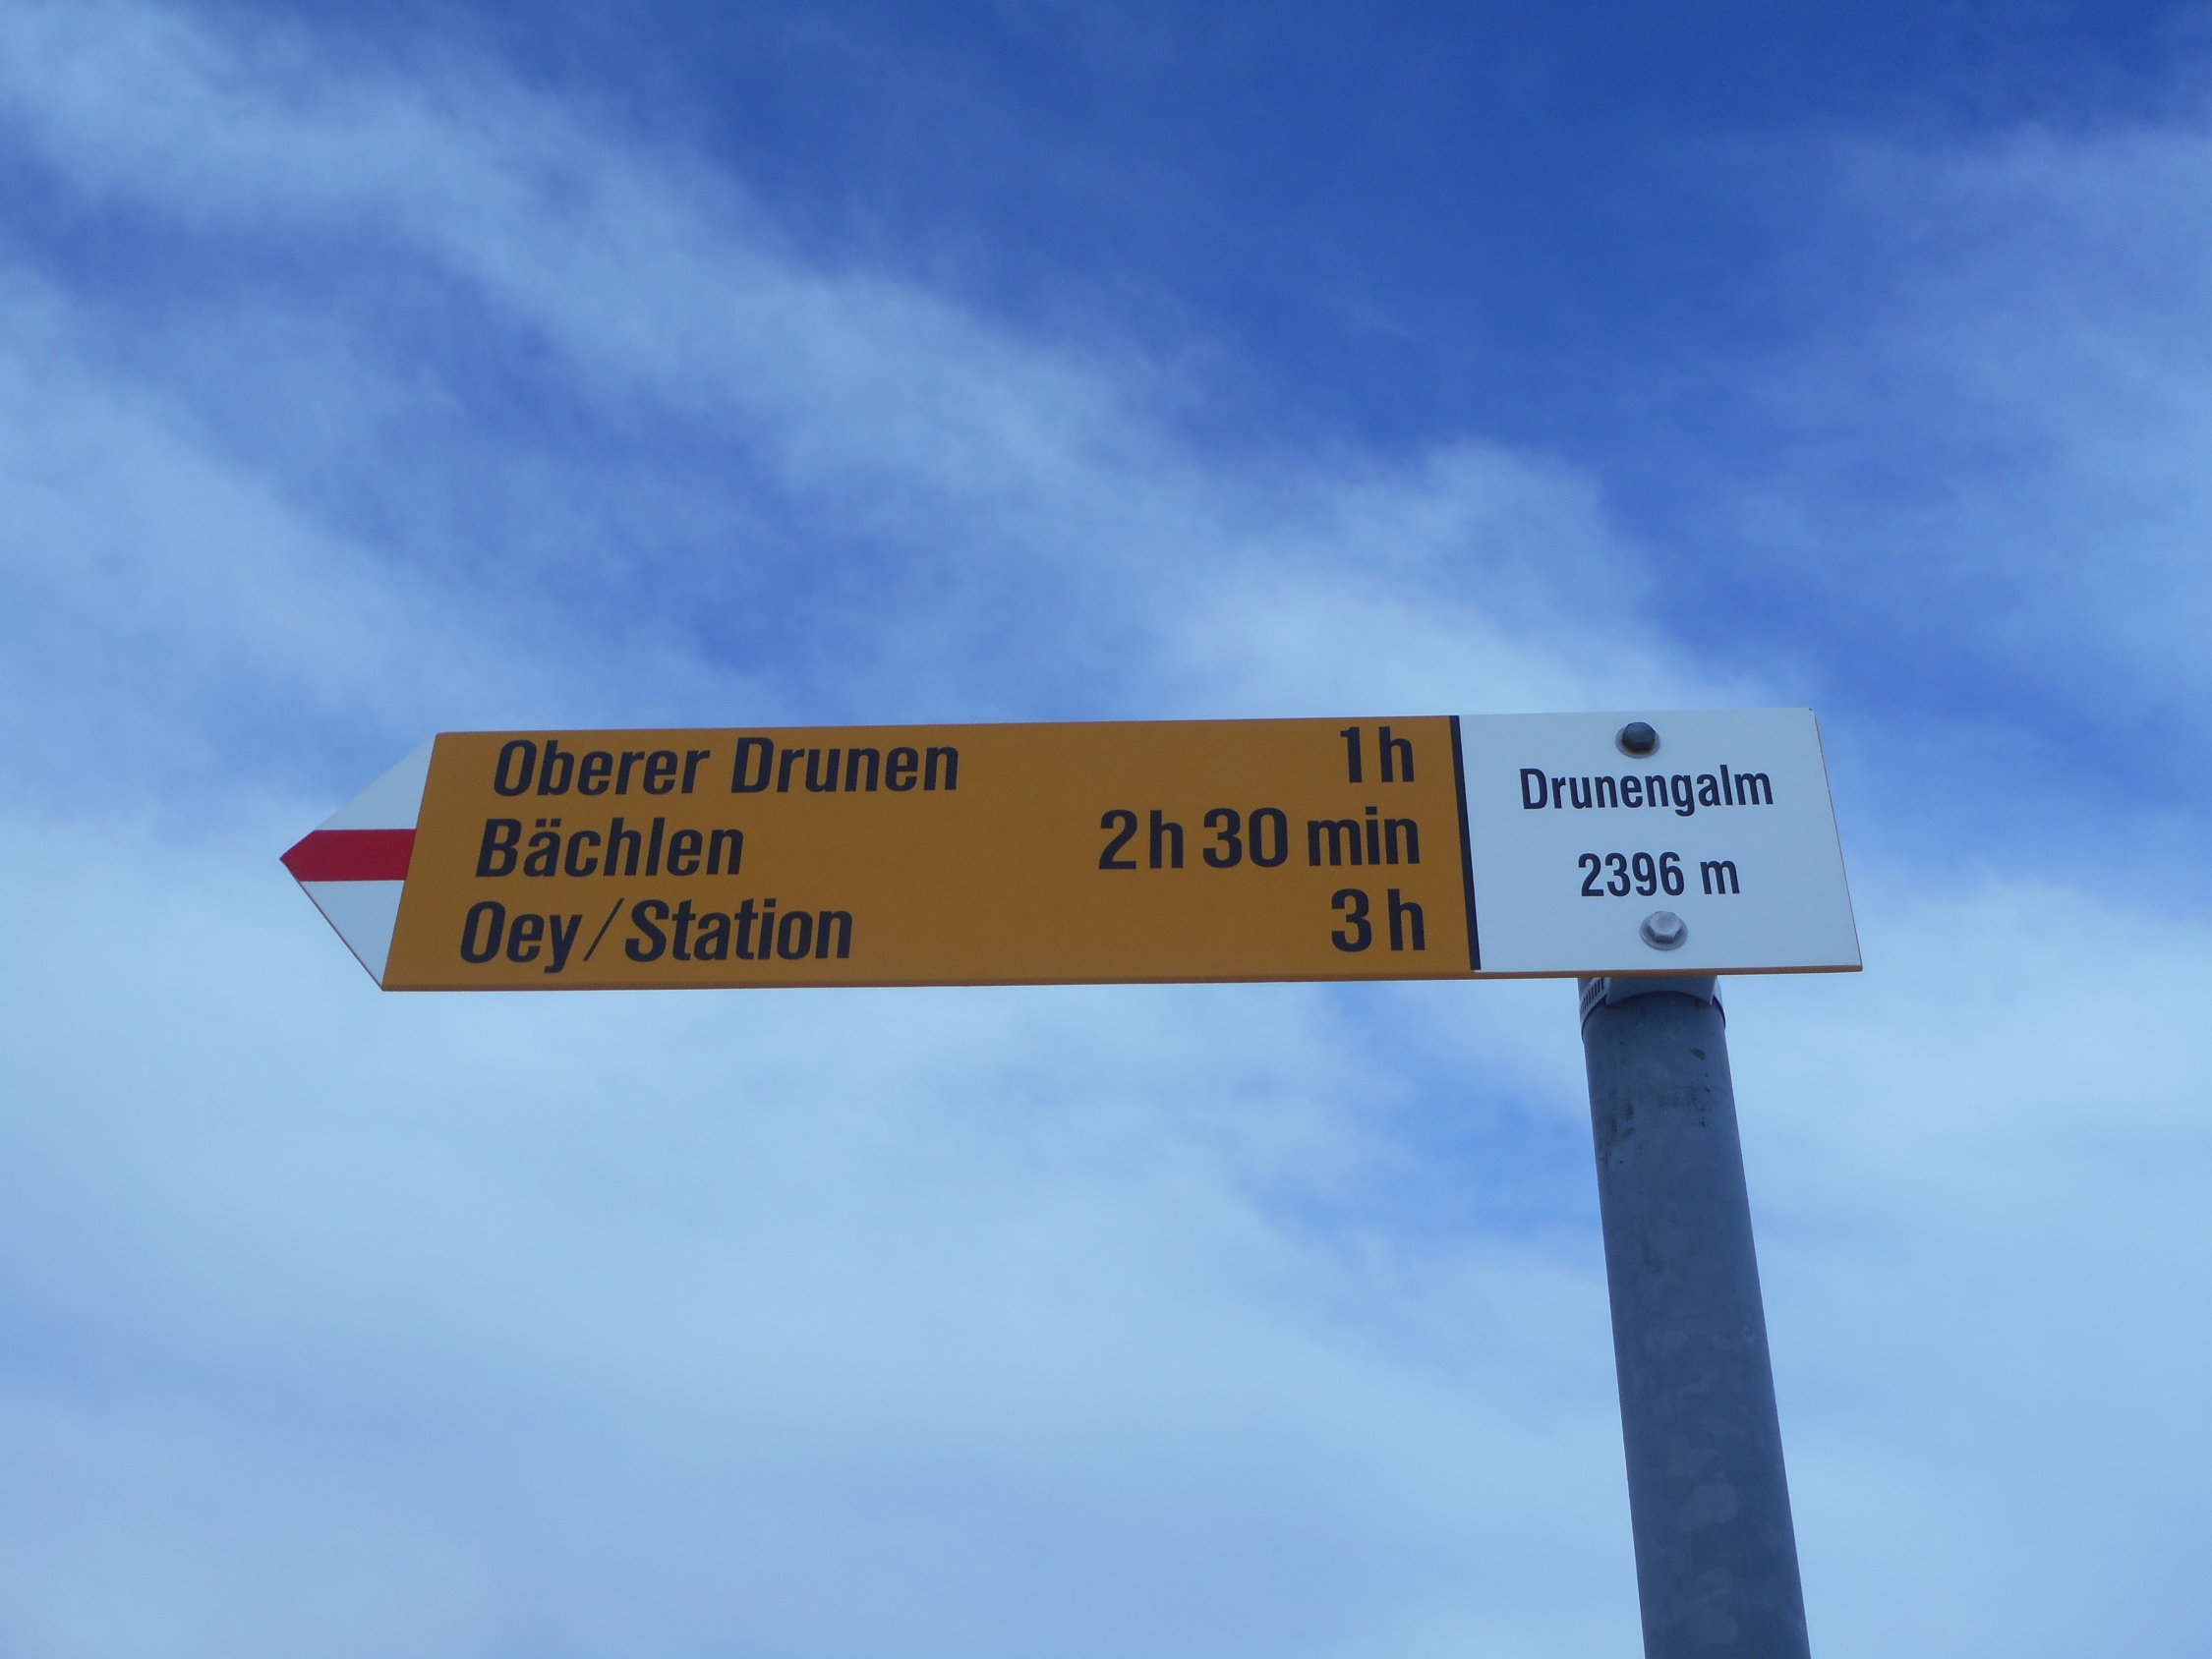 Oberer Drunen 1h
Bächlen 2h 30 min
Oey/Station 3h
Drunengalm
2396 m